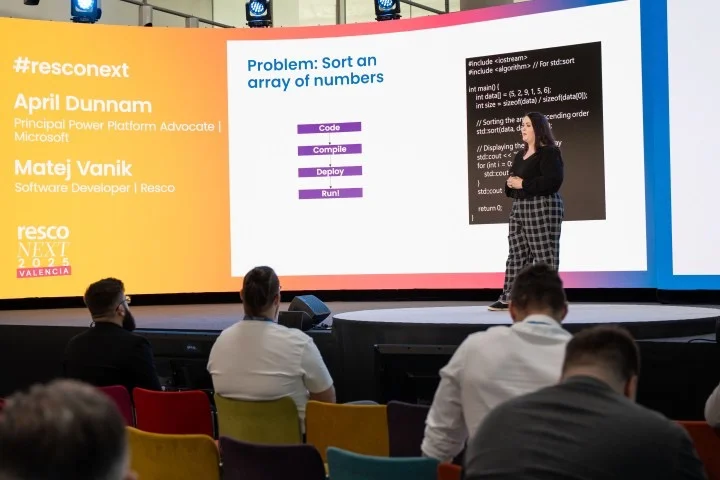 #resconext
April Dunnam
Principal Power Platform Advocate |
Microsoft
Matej Vanik
Software Developer | Resco
resco
NEXT
2025
VALENCIA
Problem: Sort an
array of numbers
Code
Compile
Deploy
Run!
#include <iostream>
#include <algorithm> // For std::sort
int main() {
int data[] = {5, 2, 9, 1, 5, 6};
int size = sizeof(data) / sizeof(data[0]);
// Sorting the ending order
std::sort(data,
// Displaying the
std::cout <<
for (int i = 0;
std::cout
}
std::cout
return 0;
}